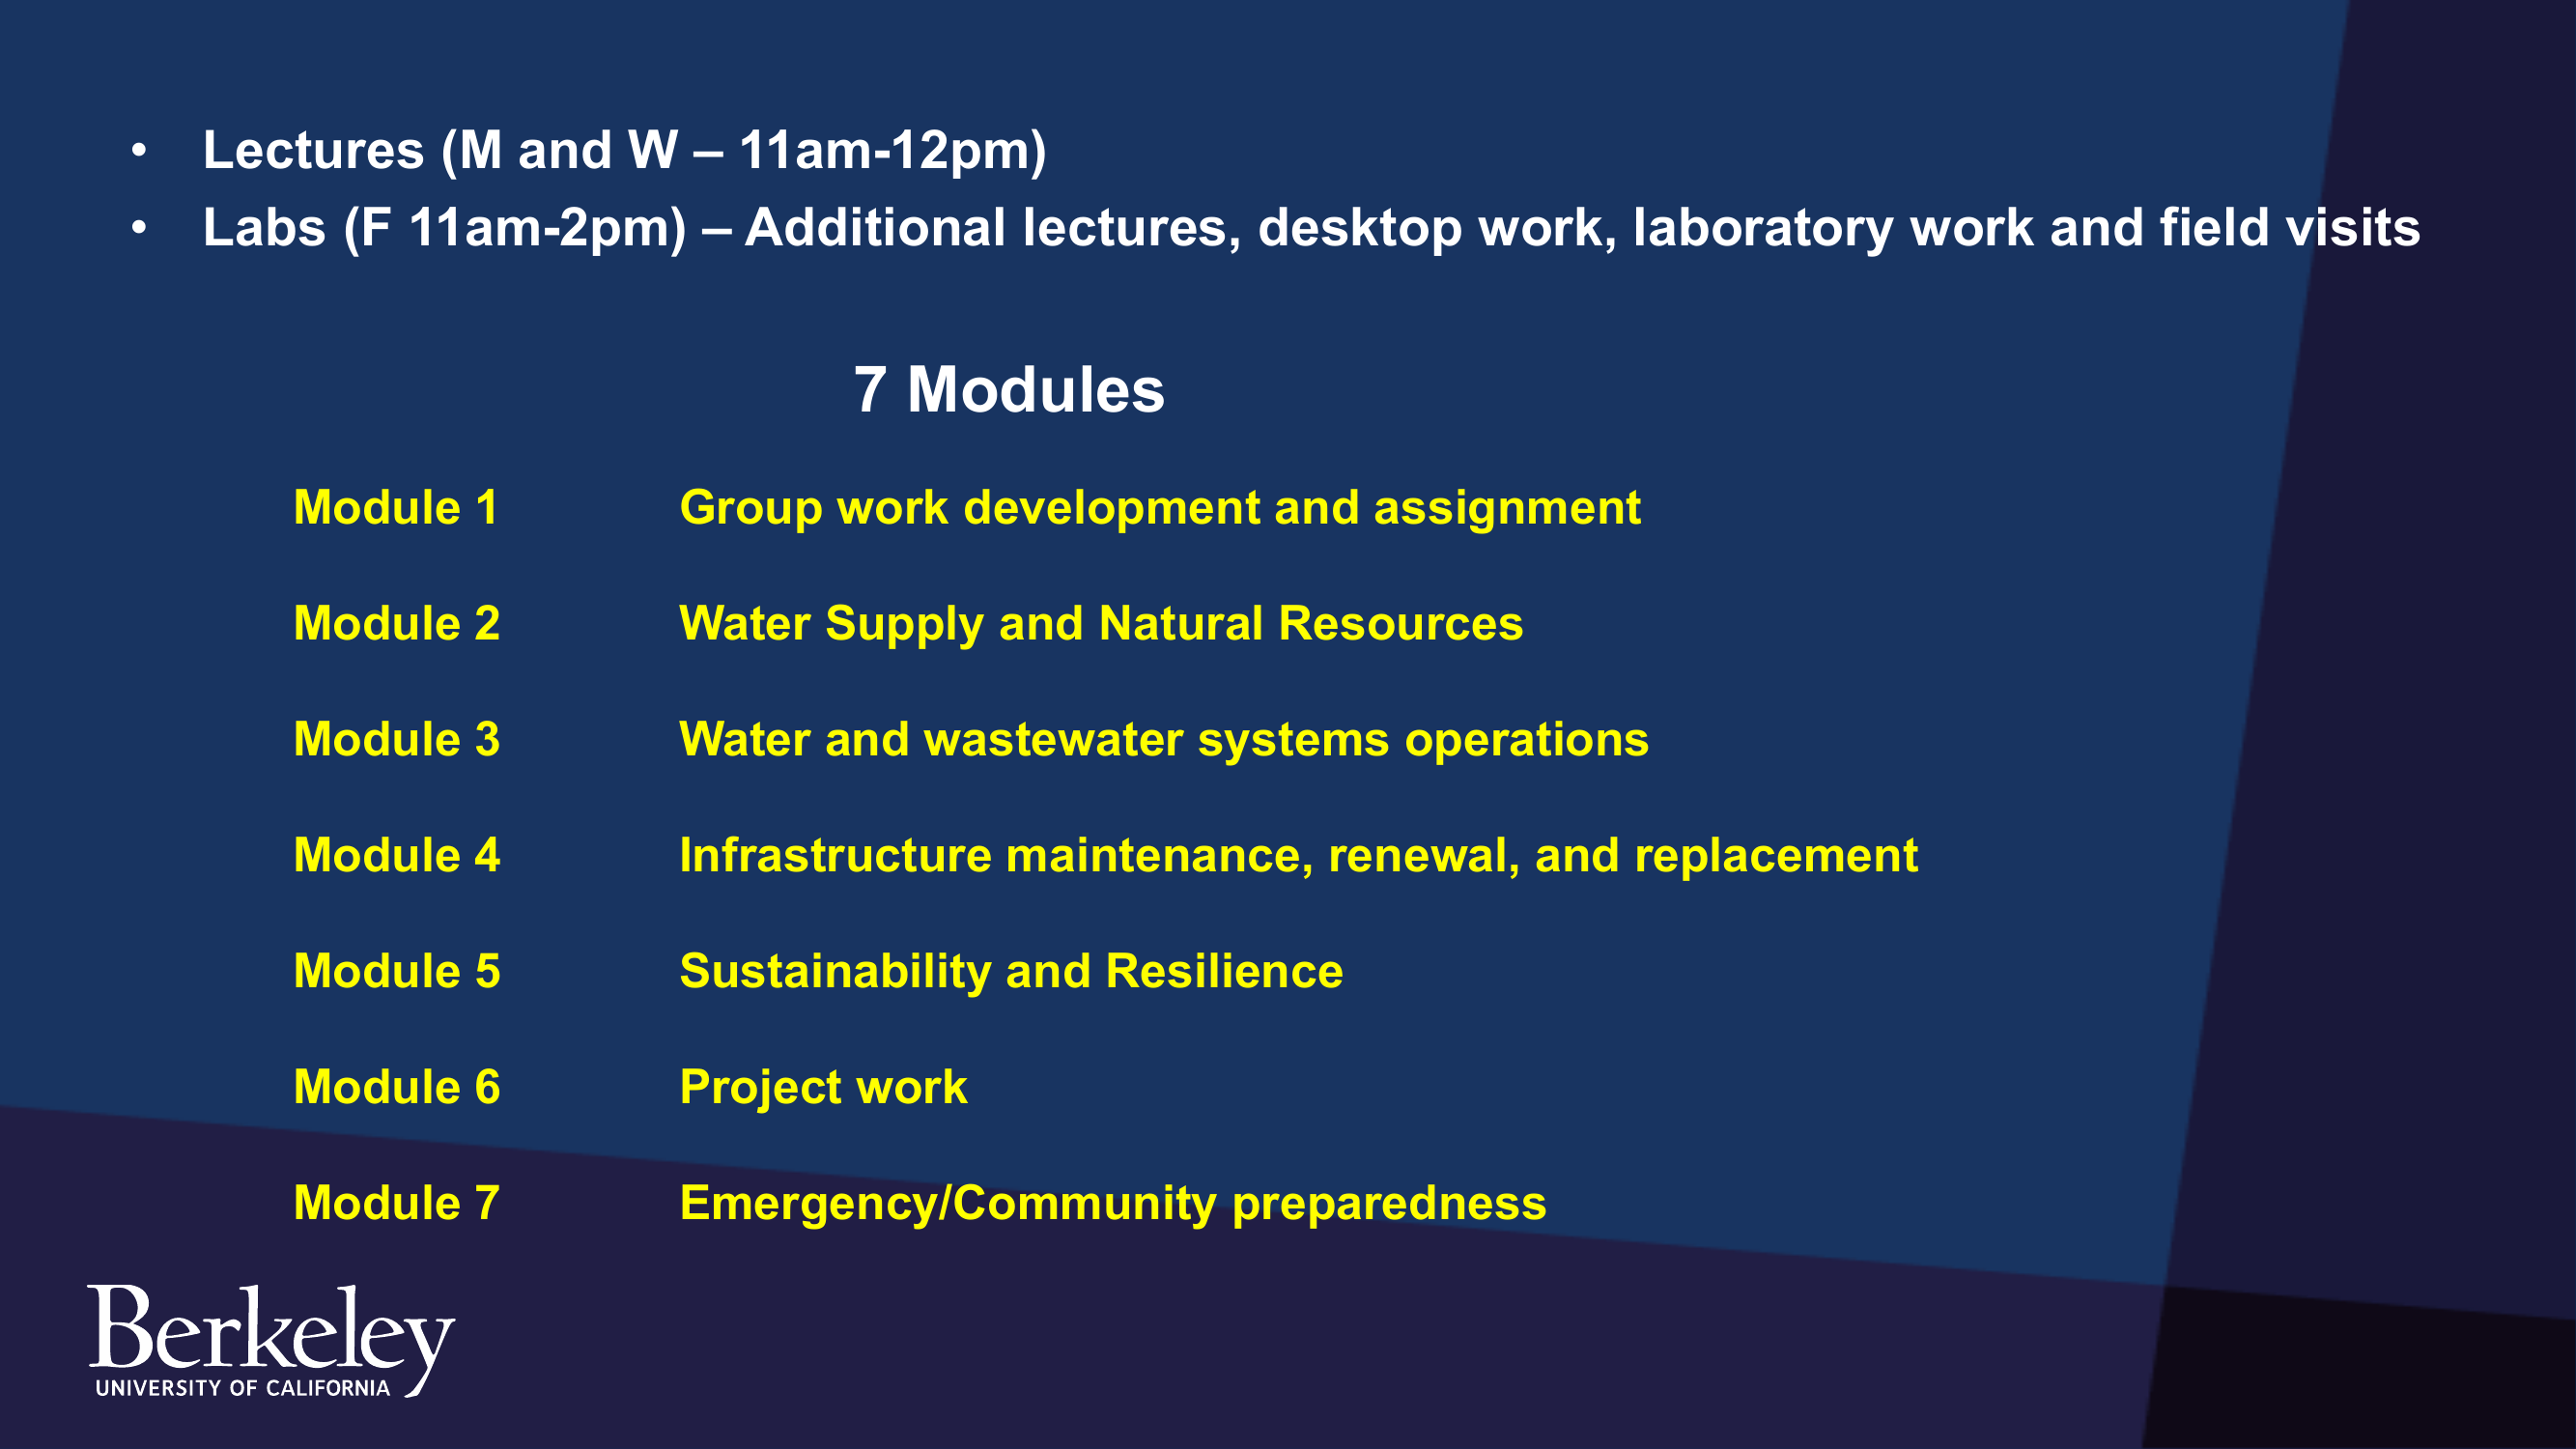 • Lectures (M and W – 11am-12pm)
• Labs (F 11am-2pm) – Additional lectures, desktop work, laboratory work and field visits
7 Modules
Module 1 Group work development and assignment
Module 2 Water Supply and Natural Resources
Module 3 Water and wastewater systems operations
Module 4 Infrastructure maintenance, renewal, and replacement
Module 5 Sustainability and Resilience
Module 6 Project work
Module 7 Emergency/Community preparedness
Berkeley
UNIVERSITY OF CALIFORNIA